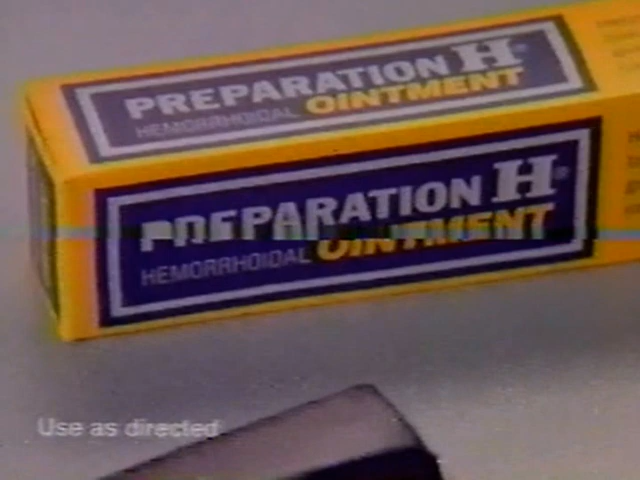 PREPARATION H®
HEMORRHOIDAL OINTMENT
PREPARATION H®
HEMORRHOIDAL OINTMENT
Use as directed